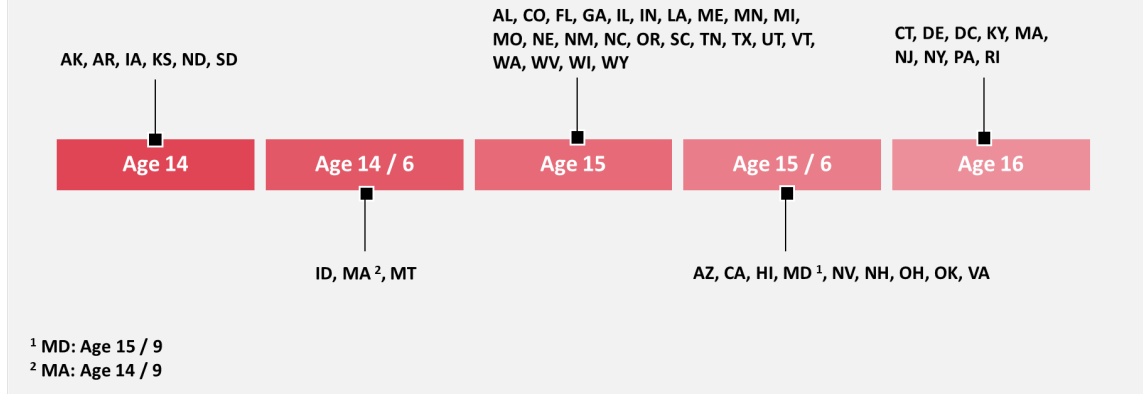 AK, AR, IA, KS, ND, SD
AL, CO, FL, GA, IL, IN, LA, ME, MN, MI,
MO, NE, NM, NC, OR, SC, TN, TX, UT, VT,
WA, WV, WI, WY
CT, DE, DC, KY, MA,
NJ, NY, PA, RI
Age 14
Age 14 / 6
Age 15
Age 15 / 6
Age 16
ID, MA ², MT
AZ, CA, HI, MD ¹, NV, NH, OH, OK, VA
¹ MD: Age 15 / 9
² MA: Age 14 / 9